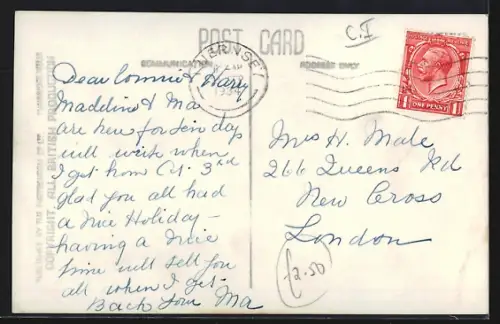 C.I
POST CARD
COMMUNICATION
ADDRESS ONLY
GUERNSEY
ONE PENNY
Dear Connie & Harry
Madeline & Ma
are here for ten days
will write when
I get home Oct 3rd
glad you all had
a nice Holiday -
having a nice
time will tell you
all when I get
Back love Ma
Mrs H. Male
266 Queens Rd
New Cross
London
£2.50
COPYRIGHT. ALL BRITISH PRODUCTION